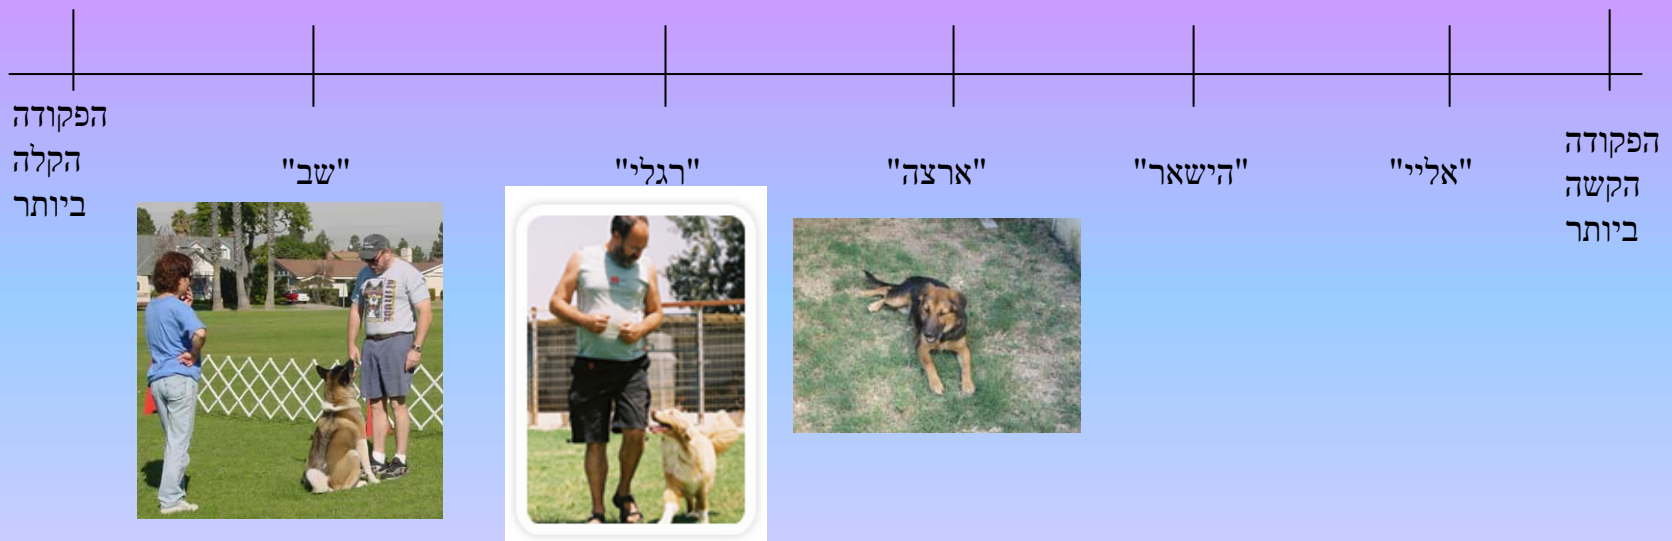 הפקודה
הקלה
ביותר
"שב"
"רגלי"
"ארצה"
"הישאר"
"אליי"
הפקודה
הקשה
ביותר